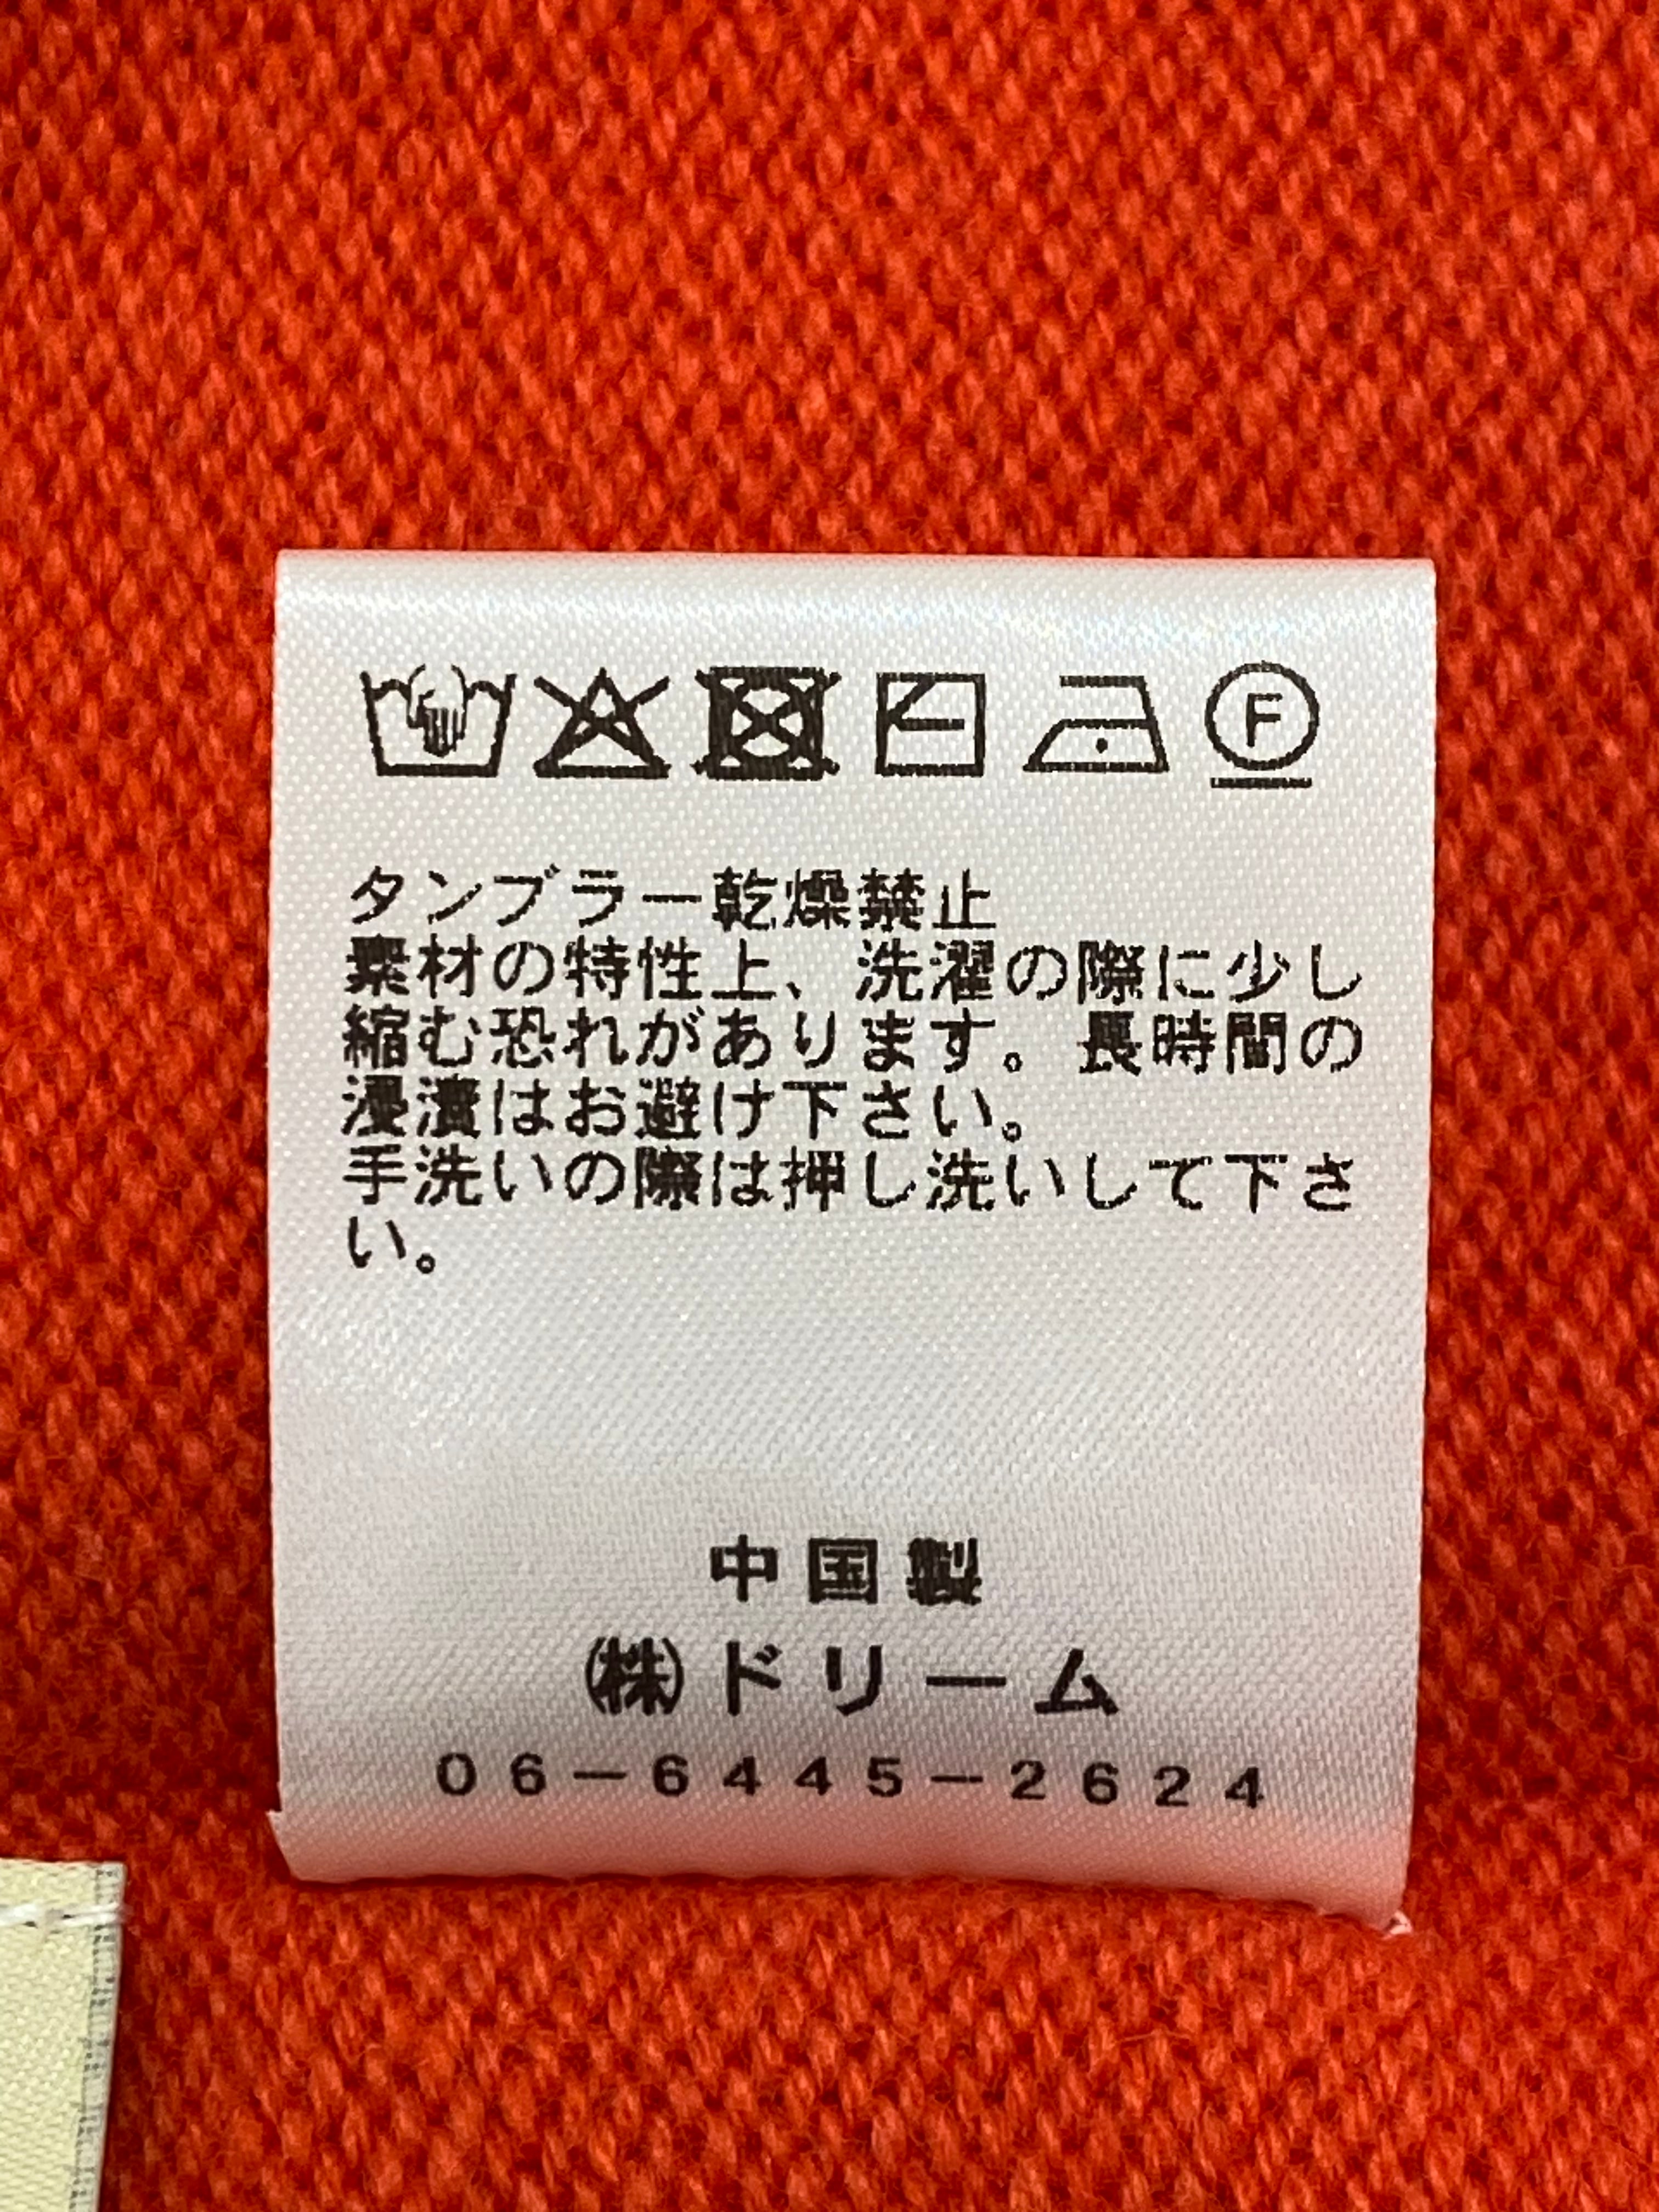 F
タンブラー乾燥禁止
素材の特性上、洗濯の際に少し
縮む恐れがあります。長時間の
浸漬はお避け下さい。
手洗いの際は押し洗いして下さ
い。
中国製
㈱ドリーム
06-6445-2624